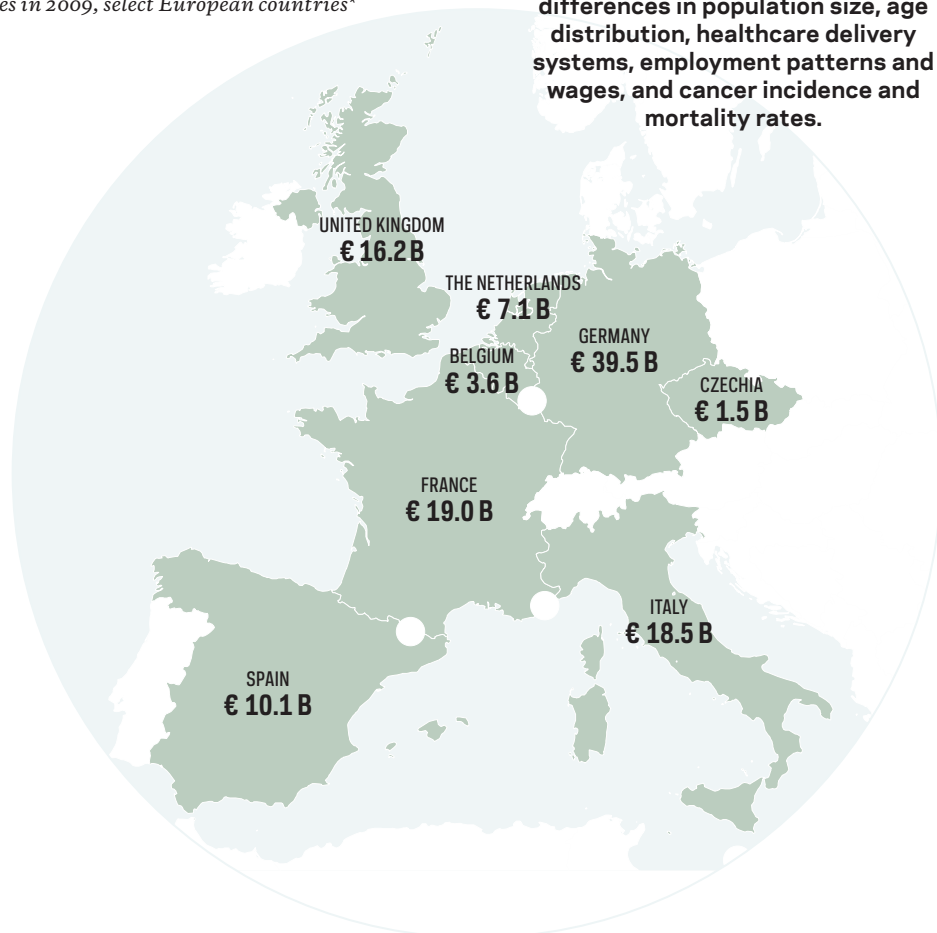 es in 2009, select European countries*
differences in population size, age
distribution, healthcare delivery
systems, employment patterns and
wages, and cancer incidence and
mortality rates.
UNITED KINGDOM
€ 16.2 B
THE NETHERLANDS
€ 7.1 B
GERMANY
€ 39.5 B
BELGIUM
€ 3.6 B
CZECHIA
€ 1.5 B
FRANCE
€ 19.0 B
ITALY
€ 18.5 B
SPAIN
€ 10.1 B